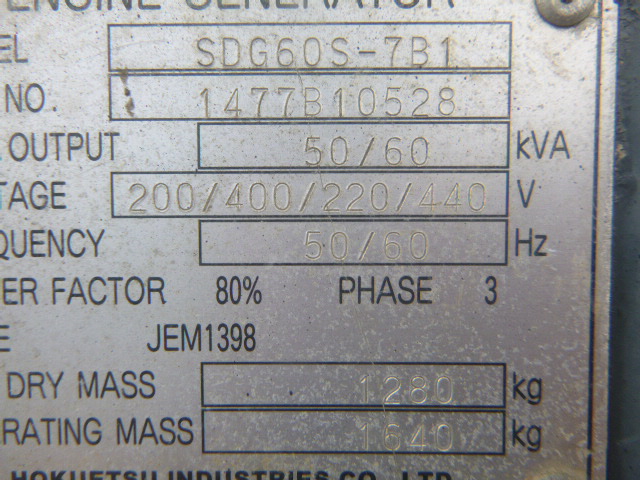 ENGINE GENERATOR
EL SDG60S-7B1
NO. 1477B10528
OUTPUT 50/60 kVA
TAGE 200/400/220/440 V
QUENCY 50/60 Hz
ER FACTOR 80% PHASE 3
E JEM1398
DRY MASS 1280 kg
RATING MASS 1640 kg
HOKUETSU INDUSTRIES CO., LTD.